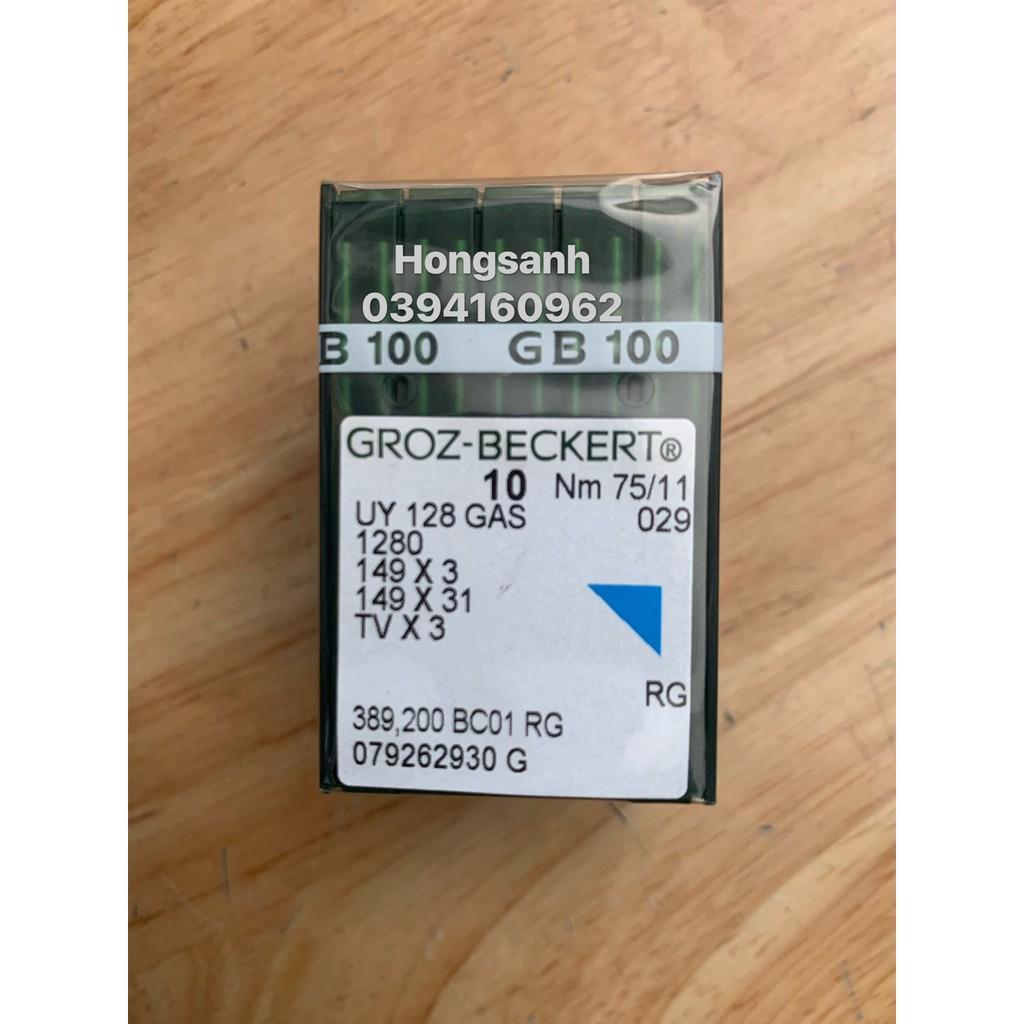 Hongsanh
0394160962
B 100 GB 100
GROZ-BECKERT®
10 Nm 75/11
UY 128 GAS 029
1280
149 X 3
149 X 31
TV X 3
RG
389,200 BC01 RG
079262930 G